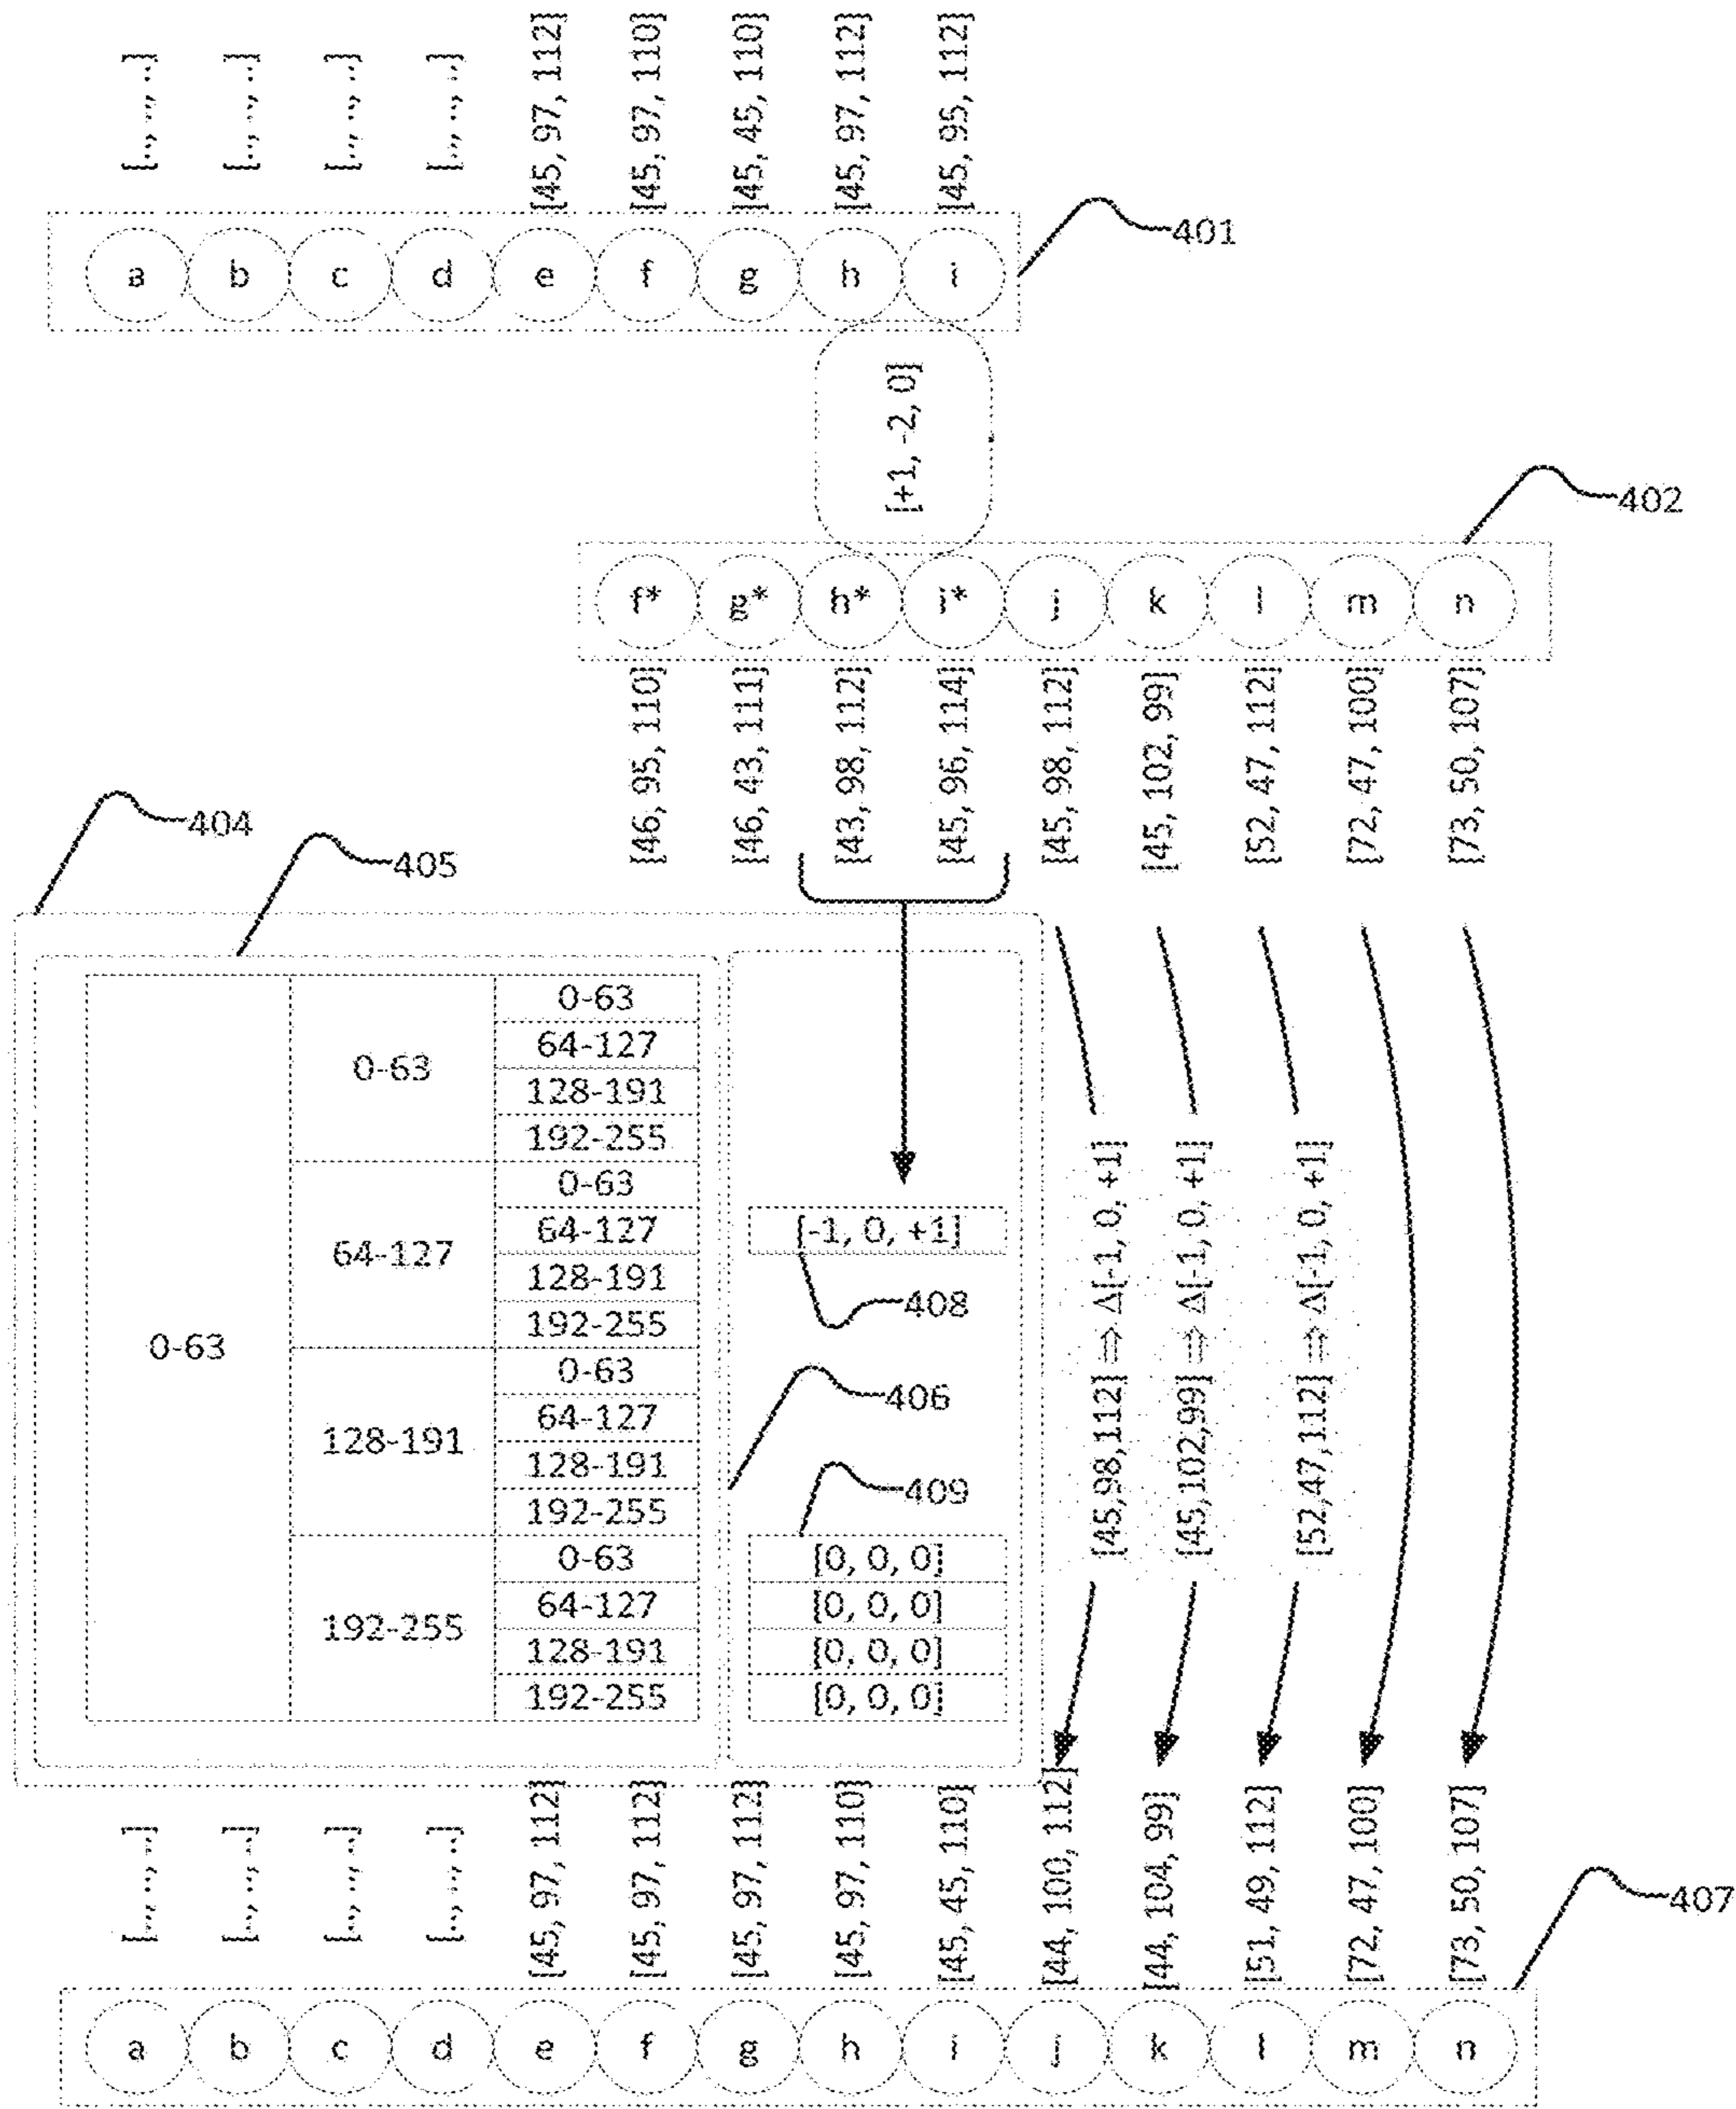 [.., .., ..]
[.., .., ..]
[.., .., ..]
[.., .., ..]
[45, 97, 112]
[45, 97, 110]
[45, 45, 110]
[45, 97, 112]
[45, 95, 112]
a b c d e f g h i
401
[+1, -2, 0]
402
f* g* h* i* j k l m n
[46, 95, 110]
[46, 43, 111]
[43, 98, 112]
[45, 96, 114]
[45, 98, 112]
[45, 102, 99]
[52, 47, 112]
[72, 47, 100]
[73, 50, 107]
404
405
0-63
0-63
0-63
64-127
128-191
192-255
64-127
0-63
64-127
128-191
192-255
128-191
0-63
64-127
128-191
192-255
192-255
0-63
64-127
128-191
192-255
[-1, 0, +1]
408
406
409
[0, 0, 0]
[0, 0, 0]
[0, 0, 0]
[0, 0, 0]
[45,98,112] ⇒ Δ[-1, 0, +1]
[45,102,99] ⇒ Δ[-1, 0, +1]
[52,47,112] ⇒ Δ[-1, 0, +1]
[.., .., ..]
[.., .., ..]
[.., .., ..]
[.., .., ..]
[45, 97, 112]
[45, 97, 112]
[45, 97, 112]
[45, 97, 110]
[45, 45, 110]
[44, 100, 112]
[44, 104, 99]
[51, 49, 112]
[72, 47, 100]
[73, 50, 107]
407
a b c d e f g h i j k l m n